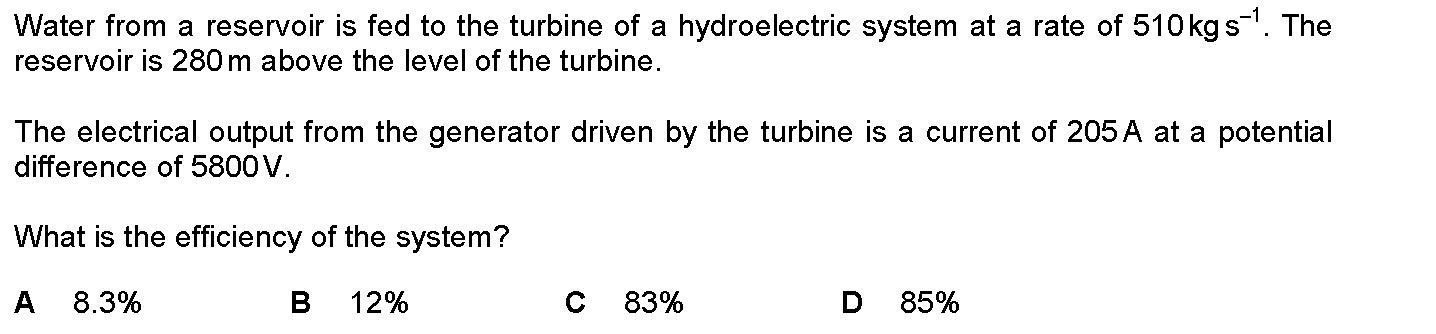 Water from a reservoir is fed to the turbine of a hydroelectric system at a rate of 510 kg s⁻¹. The
reservoir is 280 m above the level of the turbine.
The electrical output from the generator driven by the turbine is a current of 205 A at a potential
difference of 5800 V.
What is the efficiency of the system?
A 8.3% B 12% C 83% D 85%